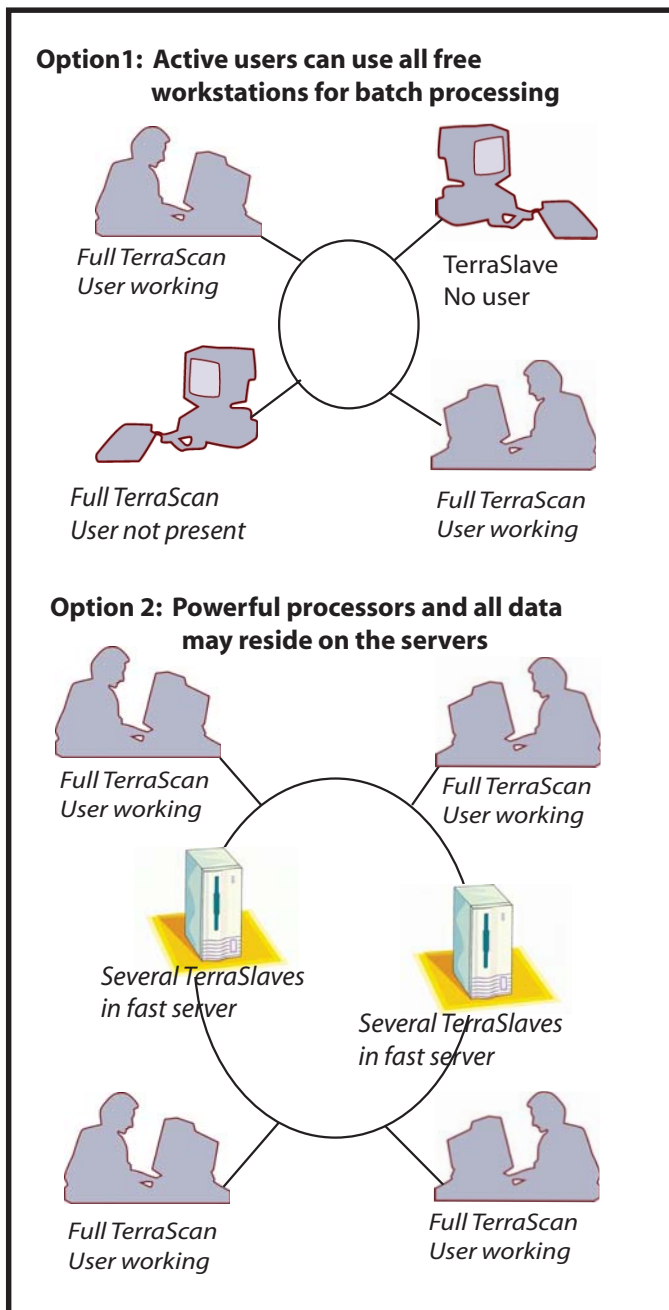 Option1: Active users can use all free
workstations for batch processing
Full TerraScan
User working
TerraSlave
No user
Full TerraScan
User not present
Full TerraScan
User working
Option 2: Powerful processors and all data
may reside on the servers
Full TerraScan
User working
Full TerraScan
User working
Several TerraSlaves
in fast server
Several TerraSlaves
in fast server
Full TerraScan
User working
Full TerraScan
User working